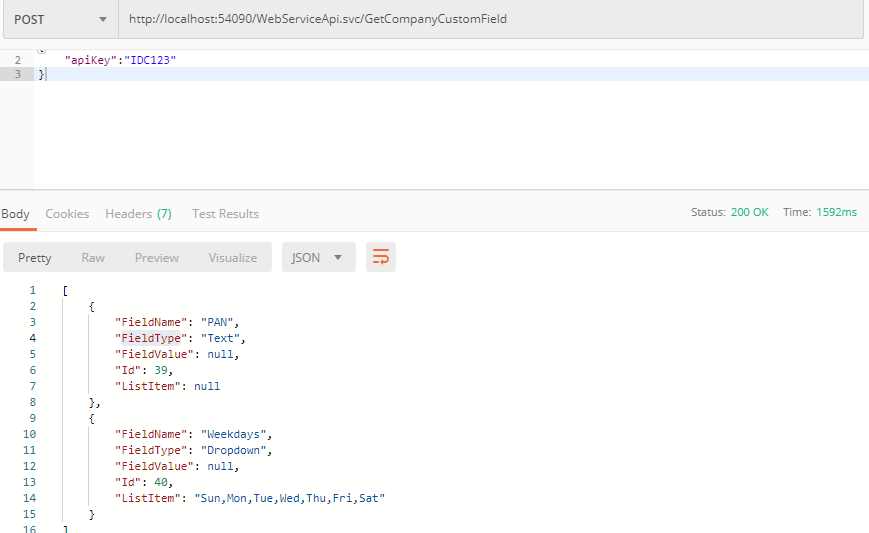 POST http://localhost:54090/WebServiceApi.svc/GetCompanyCustomField
2 "apiKey":"IDC123"
3 }
Body Cookies Headers (7) Test Results Status: 200 OK Time: 1592ms
Pretty Raw Preview Visualize JSON
1 [
2 {
3 "FieldName": "PAN",
4 "FieldType": "Text",
5 "FieldValue": null,
6 "Id": 39,
7 "ListItem": null
8 },
9 {
10 "FieldName": "Weekdays",
11 "FieldType": "Dropdown",
12 "FieldValue": null,
13 "Id": 40,
14 "ListItem": "Sun,Mon,Tue,Wed,Thu,Fri,Sat"
15 }
16 ]